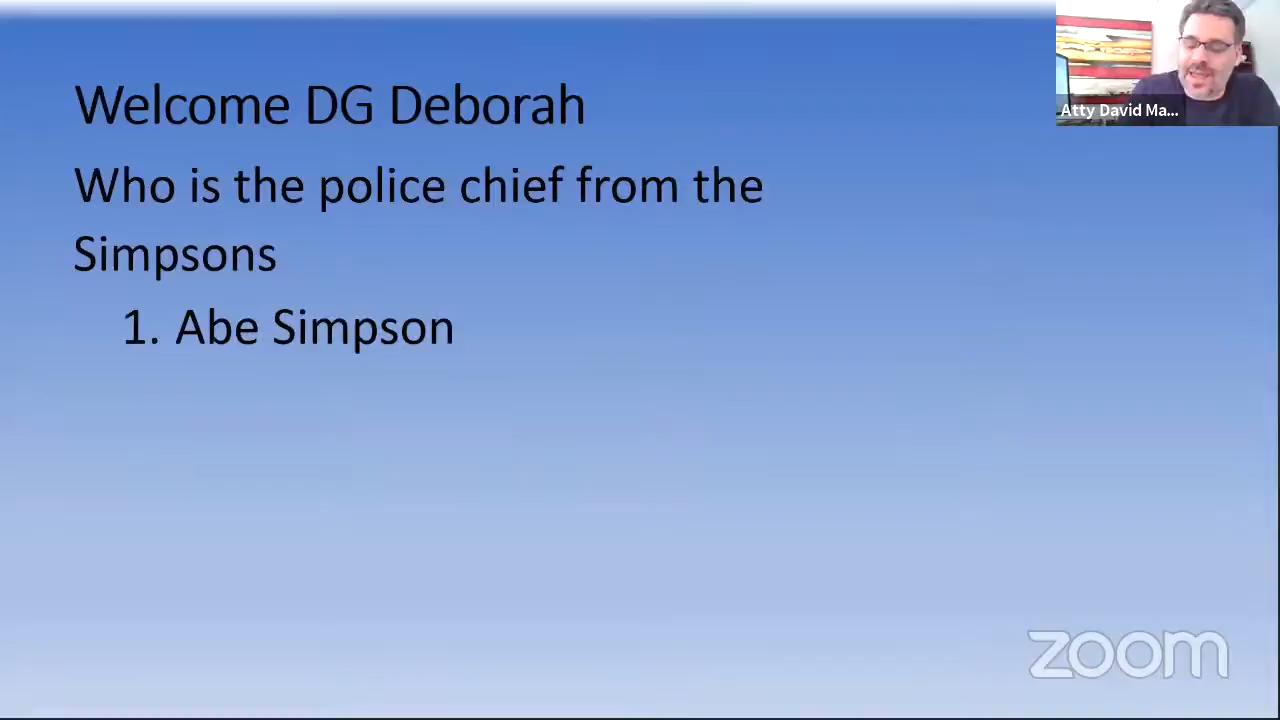 Welcome DG Deborah
Atty David Ma...
Who is the police chief from the
Simpsons
1. Abe Simpson
zoom